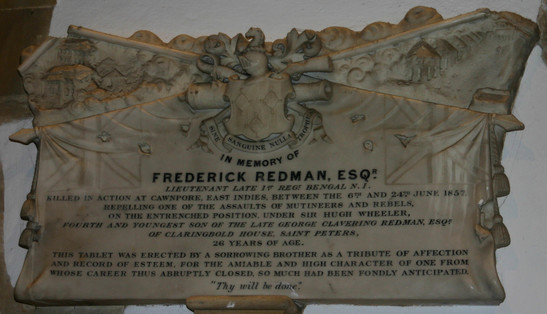 SINE SANGUINE NULLA TROPHÆA
IN MEMORY OF
FREDERICK REDMAN, ESQR.
LIEUTENANT LATE 1ST REGT BENGAL N.I.
KILLED IN ACTION AT CAWNPORE, EAST INDIES, BETWEEN THE 6TH AND 24TH JUNE 1857.
REPELLING ONE OF THE ASSAULTS OF MUTINEERS AND REBELS,
ON THE ENTRENCHED POSITION, UNDER SIR HUGH WHEELER,
FOURTH AND YOUNGEST SON OF THE LATE GEORGE CLAVERING REDMAN, ESQR.
OF CLARINGBOLD HOUSE, SAINT PETERS,
26 YEARS OF AGE.
THIS TABLET WAS ERECTED BY A SORROWING BROTHER AS A TRIBUTE OF AFFECTION
AND RECORD OF ESTEEM, FOR THE AMIABLE AND HIGH CHARACTER OF ONE FROM
WHOSE CAREER THUS ABRUPTLY CLOSED, SO MUCH HAD BEEN FONDLY ANTICIPATED.
"Thy will be done."